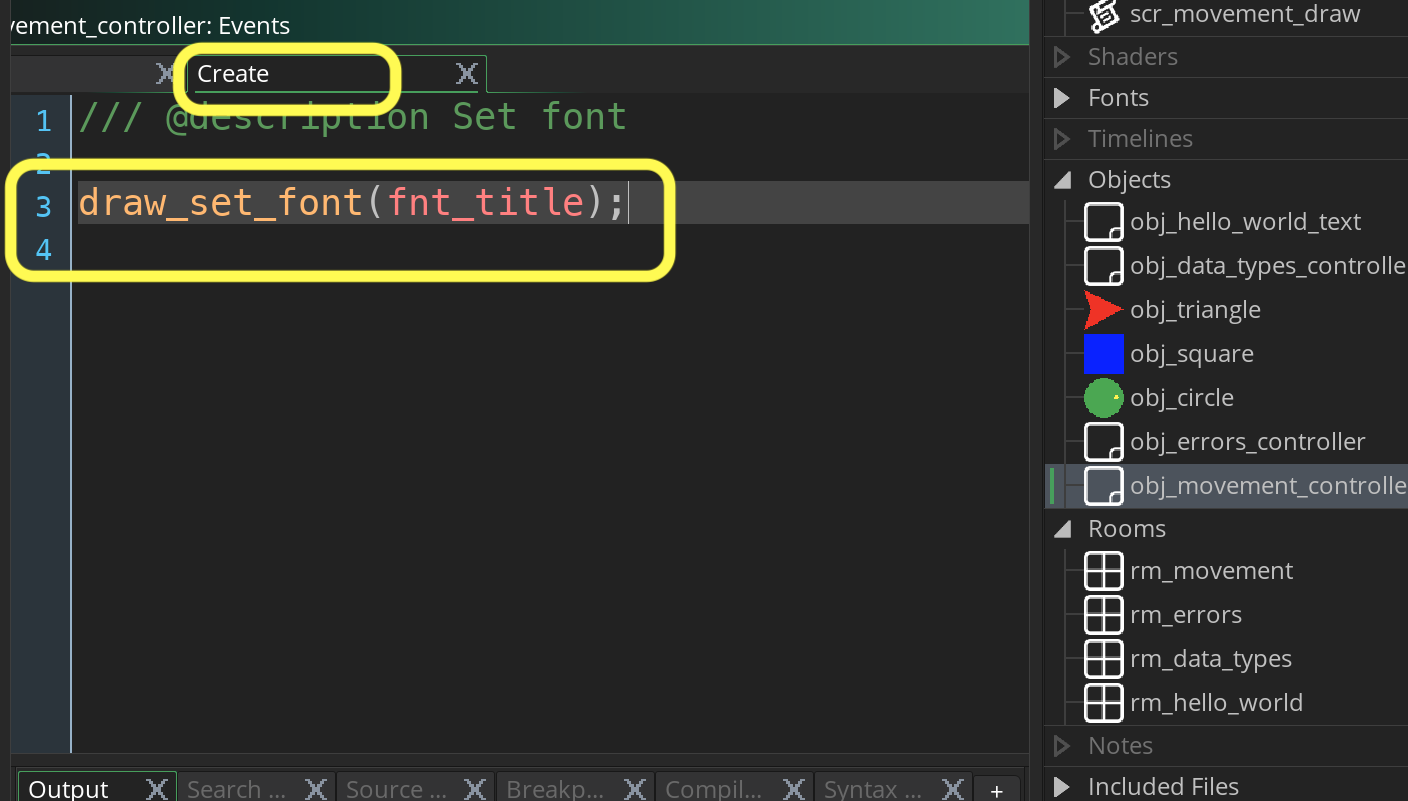 vement_controller: Events
Create
1 /// @description Set font
2
3 draw_set_font(fnt_title);
4
Output Search ... Source ... Breakp... Compil... Syntax ... +
scr_movement_draw
Shaders
Fonts
Timelines
Objects
obj_hello_world_text
obj_data_types_controlle
obj_triangle
obj_square
obj_circle
obj_errors_controller
obj_movement_controlle
Rooms
rm_movement
rm_errors
rm_data_types
rm_hello_world
Notes
Included Files